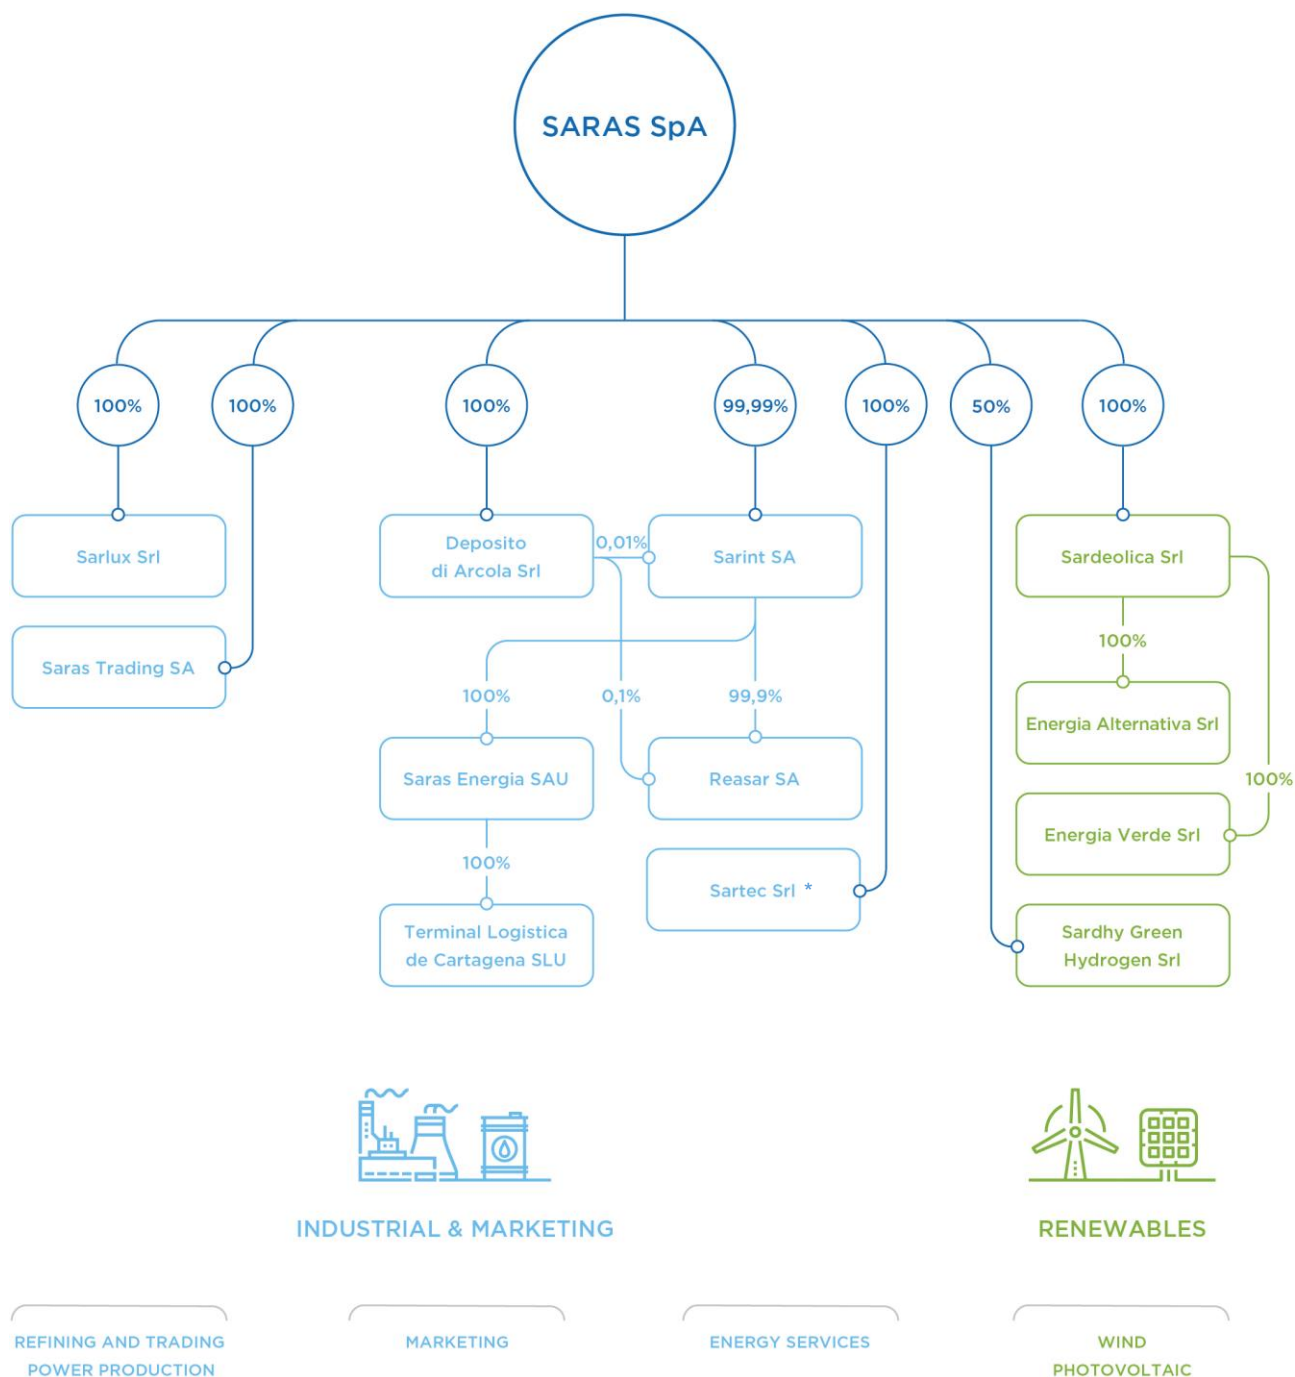 SARAS SpA
100%
100%
100%
99,99%
100%
50%
100%
Sarlux Srl
Deposito
di Arcola Srl
0,01%
Sarint SA
Sardeolica Srl
100%
Saras Trading SA
100%
0,1%
99,9%
Energia Alternativa Srl
Saras Energia SAU
Reasar SA
100%
Energia Verde Srl
100%
Sartec Srl *
Terminal Logistica
de Cartagena SLU
Sardhy Green
Hydrogen Srl
INDUSTRIAL & MARKETING
RENEWABLES
REFINING AND TRADING
POWER PRODUCTION
MARKETING
ENERGY SERVICES
WIND
PHOTOVOLTAIC